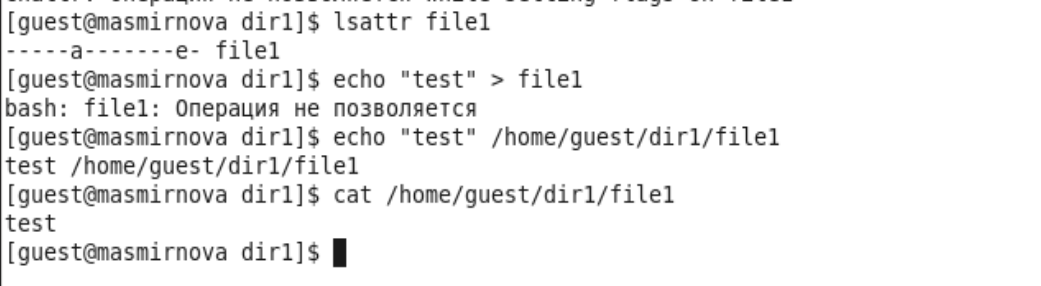 [guest@masmirnova dir1]$ lsattr file1
-----a-------e- file1
[guest@masmirnova dir1]$ echo "test" > file1
bash: file1: Операция не позволяется
[guest@masmirnova dir1]$ echo "test" /home/guest/dir1/file1
test /home/guest/dir1/file1
[guest@masmirnova dir1]$ cat /home/guest/dir1/file1
test
[guest@masmirnova dir1]$